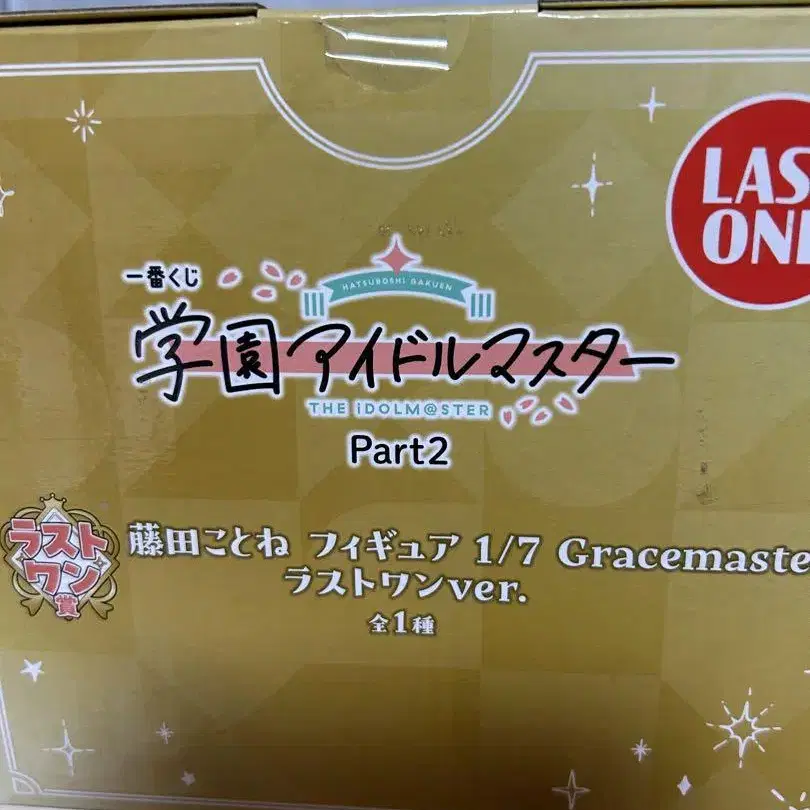 LAS
ONE
一番くじ
HATSUBOSHI GAKUEN
学園アイドルマスター
THE iDOLM@STER
Part2
ラスト
ワン
賞
藤田ことね フィギュア 1/7 Gracemaste
ラストワンver.
全1種